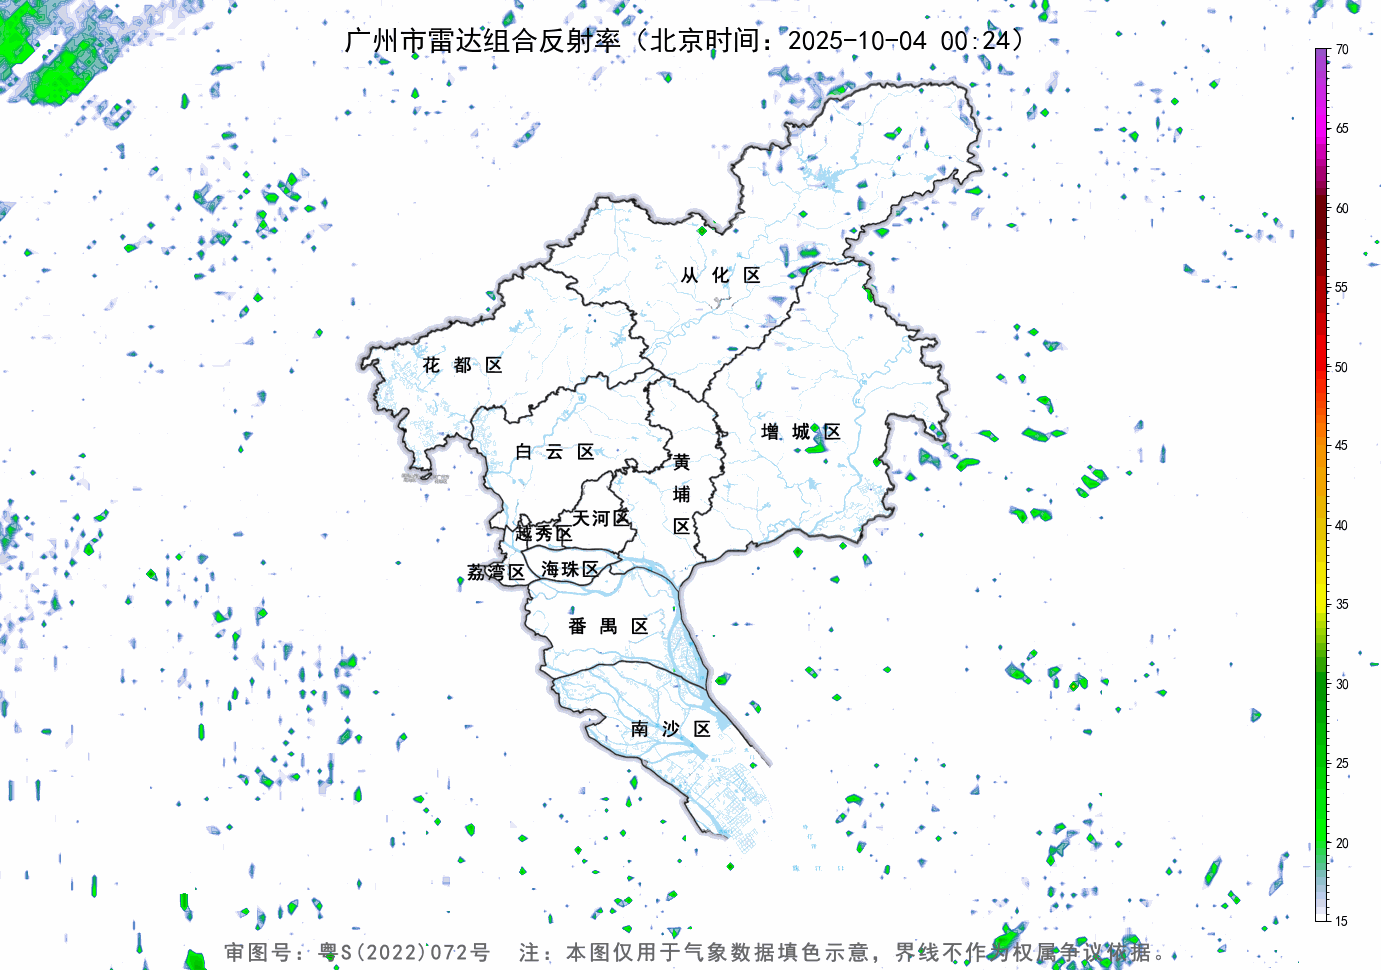 广州市雷达组合反射率（北京时间：2025-10-04 00:24）
70
65
60
55
50
45
40
35
30
25
20
15
从化区
花都区
增城区
白云区
黄埔区
天河区
越秀区
荔湾区
海珠区
番禺区
南沙区
审图号：粤S(2022)072号 注：本图仅用于气象数据填色示意，界线不作为权属争议依据。